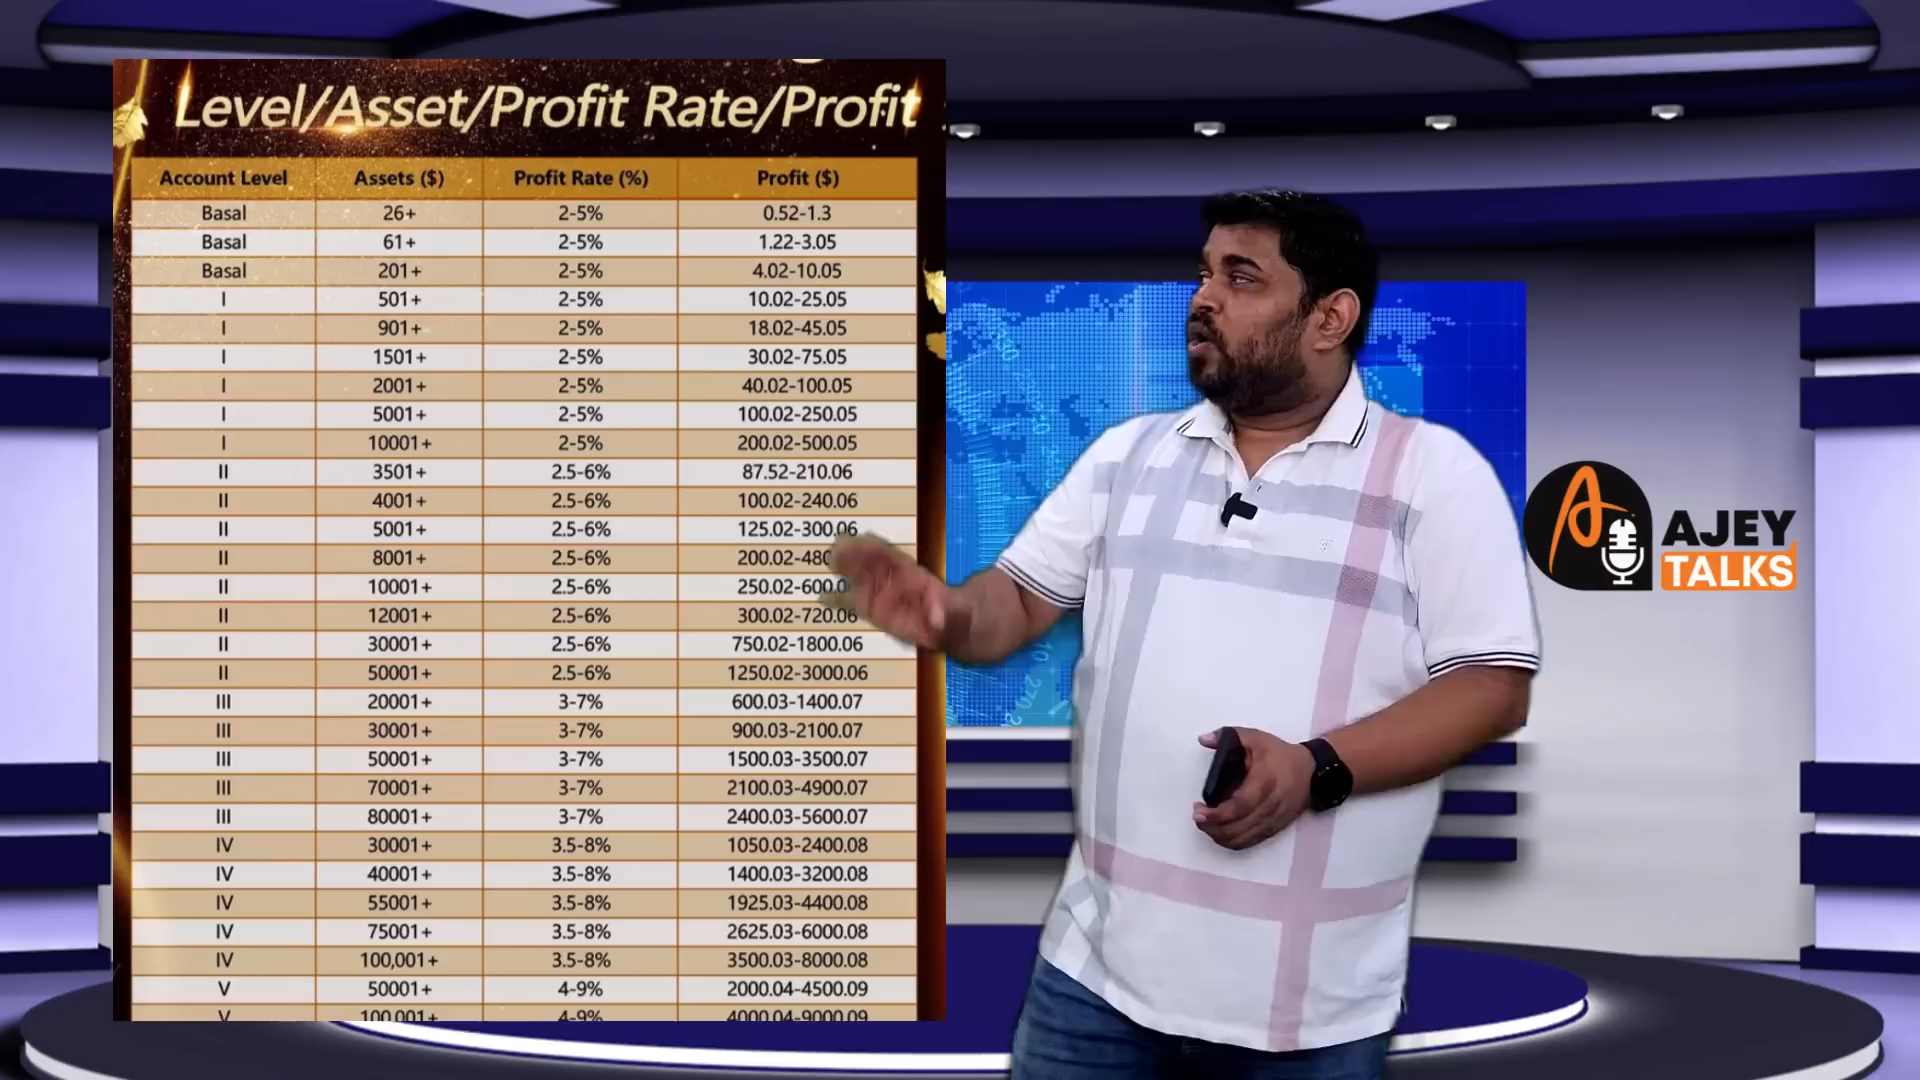 Level/Asset/Profit Rate/Profit
Account Level Assets ($) Profit Rate (%) Profit ($)
Basal 26+ 2-5% 0.52-1.3
Basal 61+ 2-5% 1.22-3.05
Basal 201+ 2-5% 4.02-10.05
I 501+ 2-5% 10.02-25.05
I 901+ 2-5% 18.02-45.05
I 1501+ 2-5% 30.02-75.05
I 2001+ 2-5% 40.02-100.05
I 5001+ 2-5% 100.02-250.05
I 10001+ 2-5% 200.02-500.05
II 3501+ 2.5-6% 87.52-210.06
II 4001+ 2.5-6% 100.02-240.06
II 5001+ 2.5-6% 125.02-300.06
II 8001+ 2.5-6%
II 10001+ 2.5-6%
II 12001+ 2.5-6% 300.02-720.06
II 30001+ 2.5-6% 750.02-1800.06
II 50001+ 2.5-6% 1250.02-3000.06
III 20001+ 3-7% 600.03-1400.07
III 30001+ 3-7% 900.03-2100.07
III 50001+ 3-7% 1500.03-3500.07
III 70001+ 3-7% 2100.03-4900.07
III 80001+ 3-7% 2400.03-5600.07
IV 30001+ 3.5-8% 1050.03-2400.08
IV 40001+ 3.5-8% 1400.03-3200.08
IV 55001+ 3.5-8% 1925.03-4400.08
IV 75001+ 3.5-8% 2625.03-6000.08
IV 100,001+ 3.5-8% 3500.03-8000.08
V 50001+ 4-9% 2000.04-4500.09
V 100,001+ 4-9% 4000.04-9000.09
AJEY
TALKS